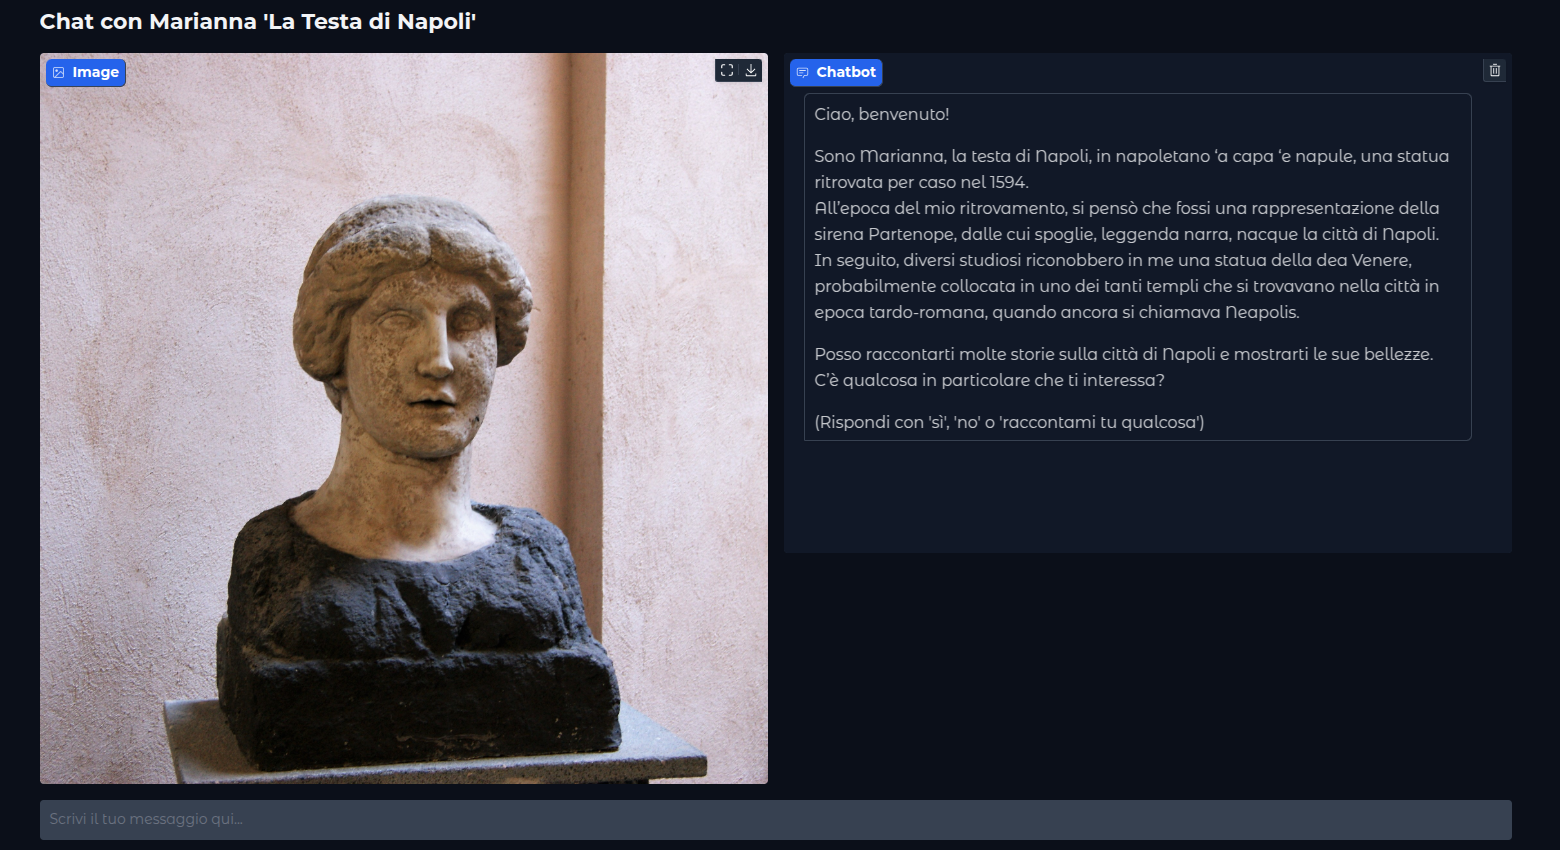 Chat con Marianna 'La Testa di Napoli'
Image
Chatbot
Ciao, benvenuto!
Sono Marianna, la testa di Napoli, in napoletano ‘a capa ‘e napule, una statua
ritrovata per caso nel 1594.
All’epoca del mio ritrovamento, si pensò che fossi una rappresentazione della
sirena Partenope, dalle cui spoglie, leggenda narra, nacque la città di Napoli.
In seguito, diversi studiosi riconobbero in me una statua della dea Venere,
probabilmente collocata in uno dei tanti templi che si trovavano nella città in
epoca tardo-romana, quando ancora si chiamava Neapolis.
Posso raccontarti molte storie sulla città di Napoli e mostrarti le sue bellezze.
C’è qualcosa in particolare che ti interessa?
(Rispondi con 'sì', 'no' o 'raccontami tu qualcosa')
Scrivi il tuo messaggio qui...